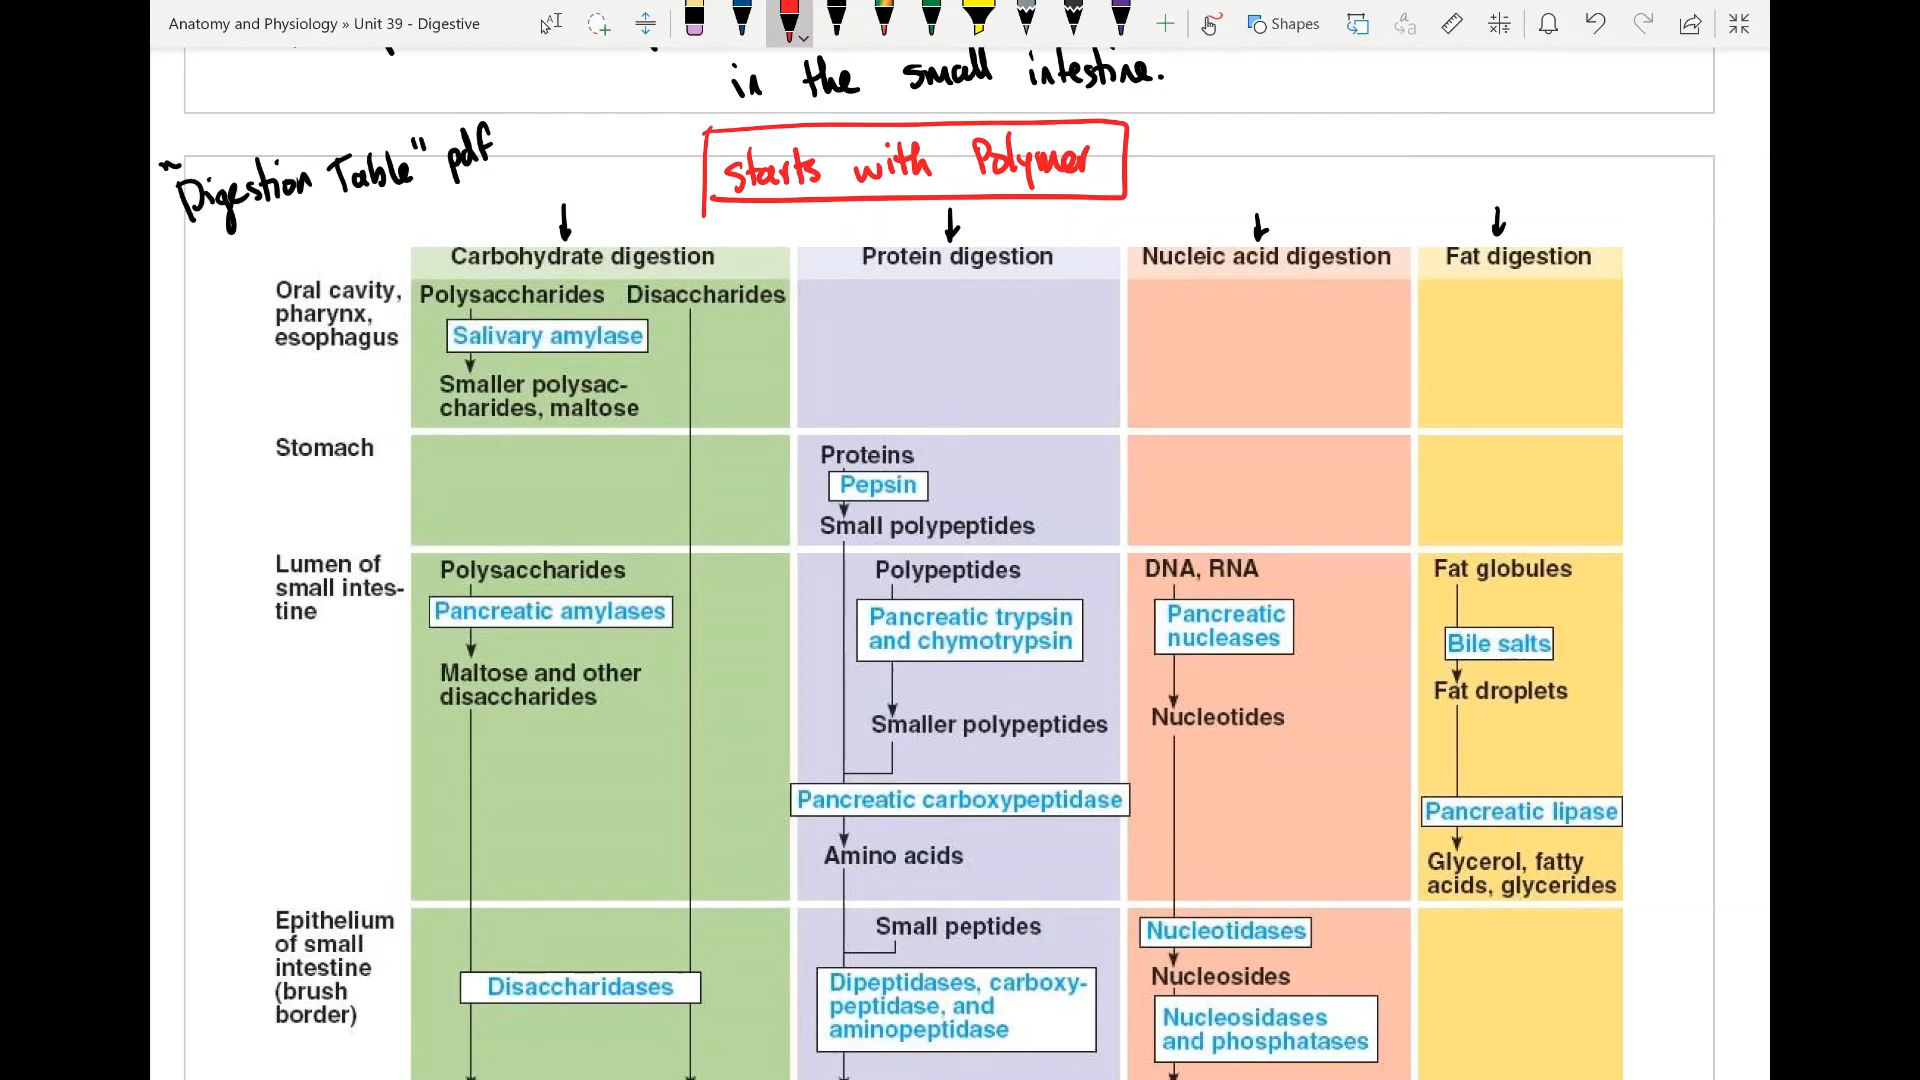 Anatomy and Physiology » Unit 39 - Digestive
Shapes
in the small intestine.
"Digestion Table" pdf
starts with Polymer
Carbohydrate digestion
Protein digestion
Nucleic acid digestion
Fat digestion
Oral cavity,
pharynx,
esophagus
Polysaccharides Disaccharides
Salivary amylase
Smaller polysac-
charides, maltose
Stomach
Proteins
Pepsin
Small polypeptides
Lumen of
small intes-
tine
Polysaccharides
Pancreatic amylases
Maltose and other
disaccharides
Polypeptides
Pancreatic trypsin
and chymotrypsin
Smaller polypeptides
Pancreatic carboxypeptidase
Amino acids
DNA, RNA
Pancreatic
nucleases
Nucleotides
Fat globules
Bile salts
Fat droplets
Pancreatic lipase
Glycerol, fatty
acids, glycerides
Epithelium
of small
intestine
(brush
border)
Disaccharidases
Small peptides
Dipeptidases, carboxy-
peptidase, and
aminopeptidase
Nucleotidases
Nucleosides
Nucleosidases
and phosphatases